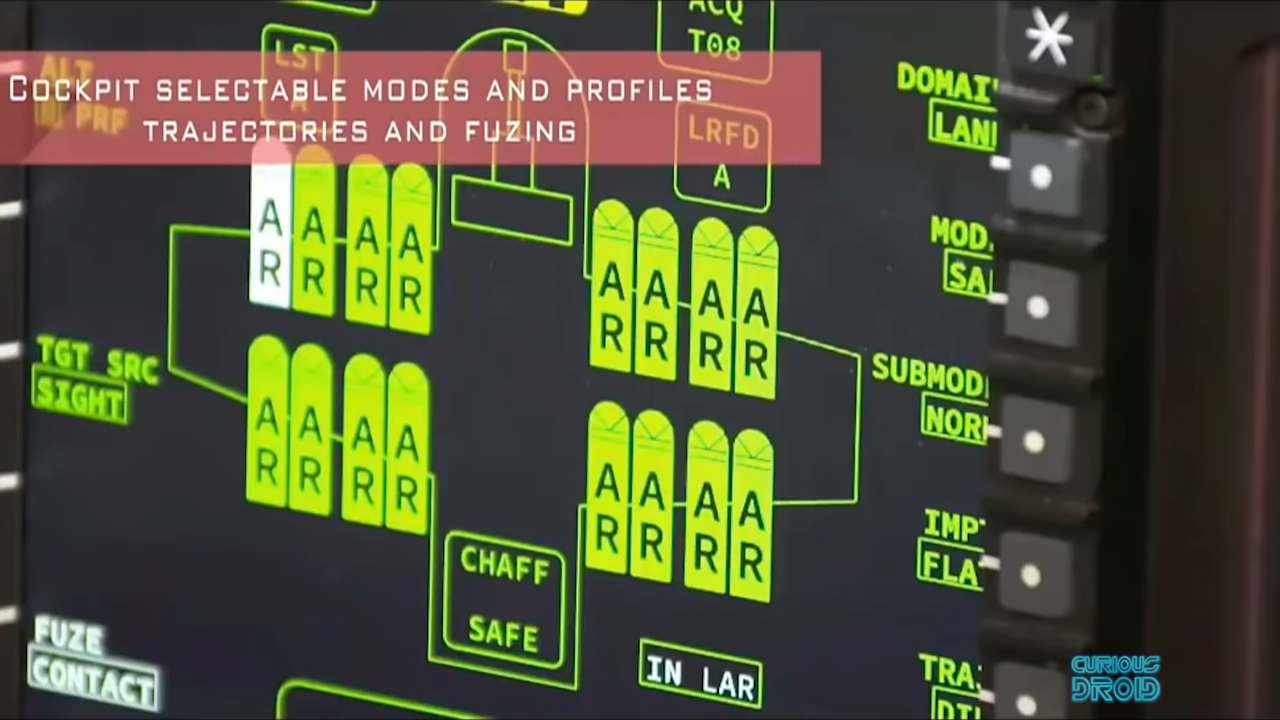 ACQ
T08
LST
A
ALT
PRF
COCKPIT SELECTABLE MODES AND PROFILES
TRAJECTORIES AND FUZING
LRFD
A
A A A A
R R R R
A A A A
R R R R
TGT SRC
SIGHT
A A A A
R R R R
A A A A
R R R R
CHAFF
SAFE
IN LAR
FUZE
CONTACT
DOMAI
LAN
MOD
SA
SUBMOD
NOR
IMP
FLA
TRA
DI
CURIOUS
DROID